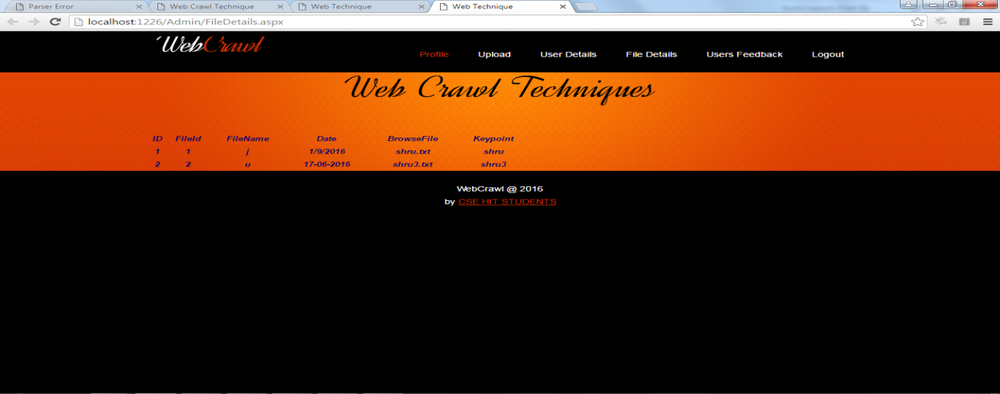 Parser Error
Web Crawl Technique
Web Technique
Web Technique
localhost:1226/Admin/FileDetails.aspx
WebCrawl
Profile Upload User Details File Details Users Feedback Logout
Web Crawl Techniques
ID FileId FileName Date BrowseFile Keypoint
1 1 j 1/9/2016 shru.txt shru
2 2 u 17-06-2016 shru3.txt shru3
WebCrawl @ 2016
by CSE HIT STUDENTS